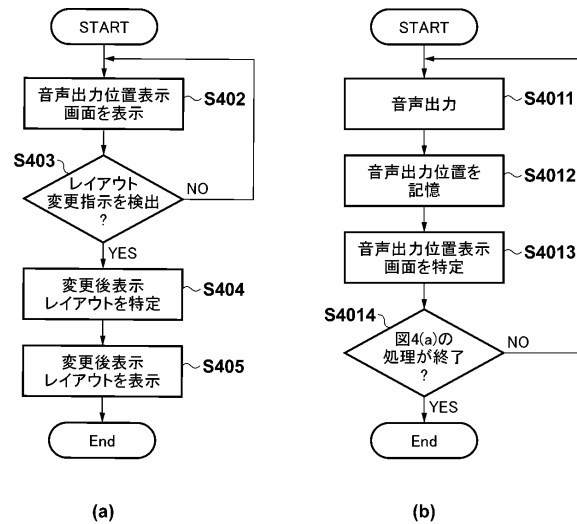 START
音声出力位置表示
画面を表示
S402
S403
レイアウト
変更指示を検出
?
NO
YES
変更後表示
レイアウトを特定
S404
変更後表示
レイアウトを表示
S405
End
(a)
START
音声出力
S4011
音声出力位置を
記憶
S4012
音声出力位置表示
画面を特定
S4013
S4014
図4(a)の
処理が終了
?
NO
YES
End
(b)